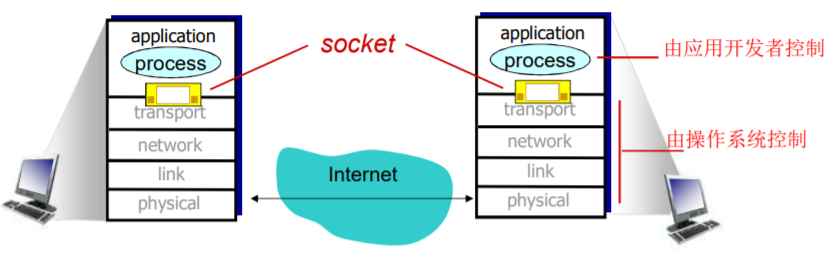 application
process
transport
network
link
physical
socket
Internet
application
process
transport
network
link
physical
由应用开发者控制
由操作系统控制